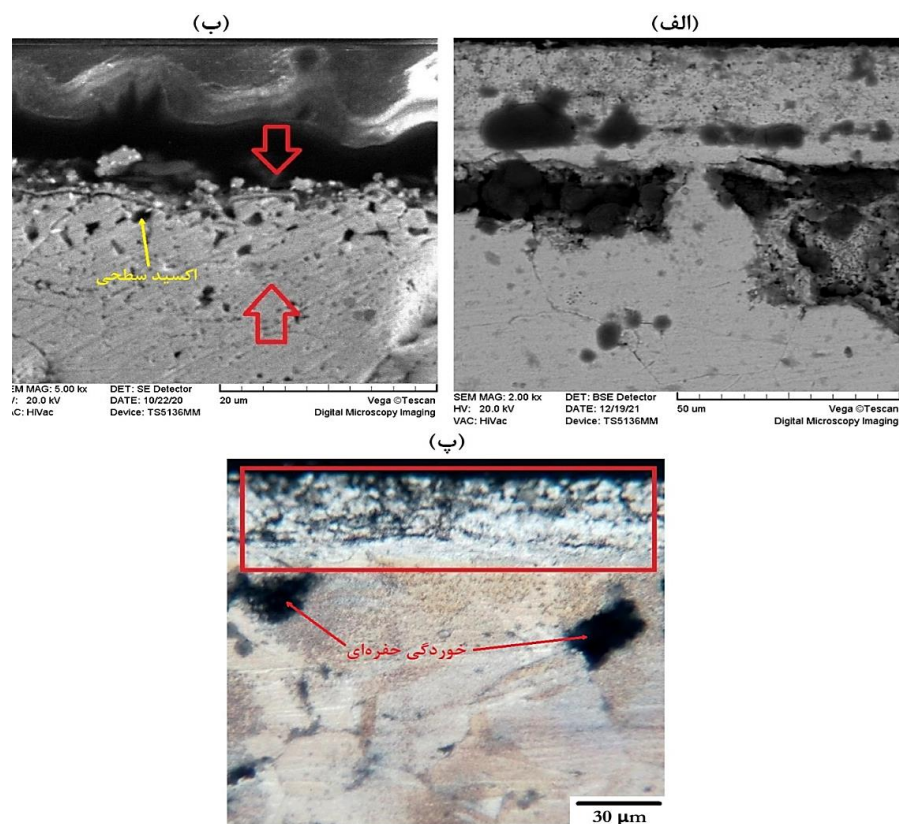 (الف)
(ب)
اکسید سطحی
SEM MAG: 2.00 kx DET: BSE Detector
HV: 20.0 kV DATE: 12/19/21 50 um Vega ©Tescan
VAC: HiVac Device: TS5136MM Digital Microscopy Imaging
EM MAG: 5.00 kx DET: SE Detector
V: 20.0 kV DATE: 10/22/20 20 um Vega ©Tescan
AC: HiVac Device: TS5136MM Digital Microscopy Imaging
(پ)
خوردگی حفره‌ای
30 µm